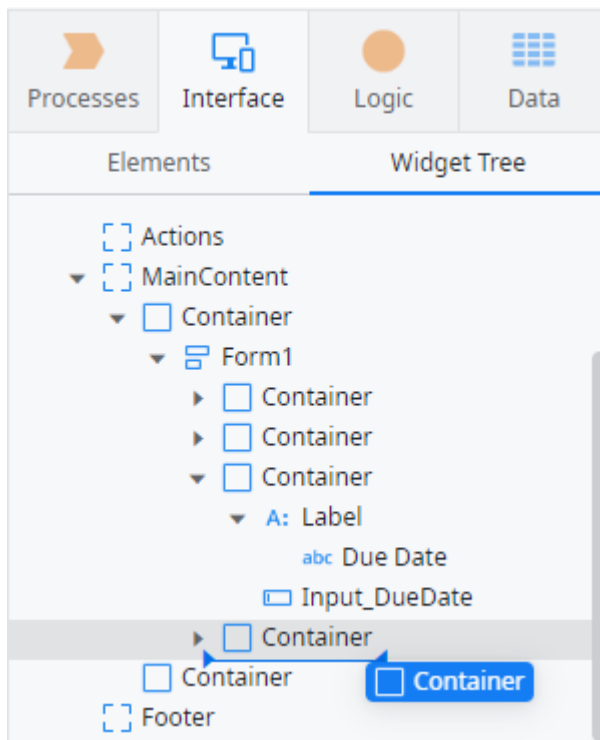 Processes Interface Logic Data
Elements Widget Tree
Actions
MainContent
Container
Form1
Container
Container
Container
A: Label
abc Due Date
Input_DueDate
Container
Container Container
Footer